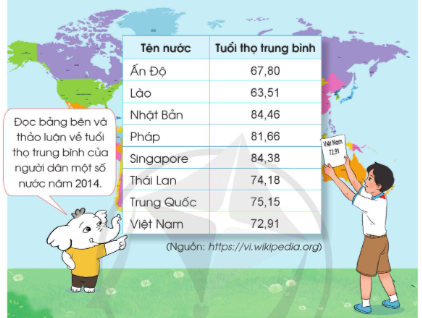 Tên nước Tuổi thọ trung bình
Ấn Độ 67,80
Lào 63,51
Nhật Bản 84,46
Pháp 81,66
Singapore 84,38
Thái Lan 74,18
Trung Quốc 75,15
Việt Nam 72,91
(Nguồn: https://vi.wikipedia.org)
Đọc bảng bên và
thảo luận về tuổi
thọ trung bình của
người dân một số
nước năm 2014.
Việt Nam
72,91